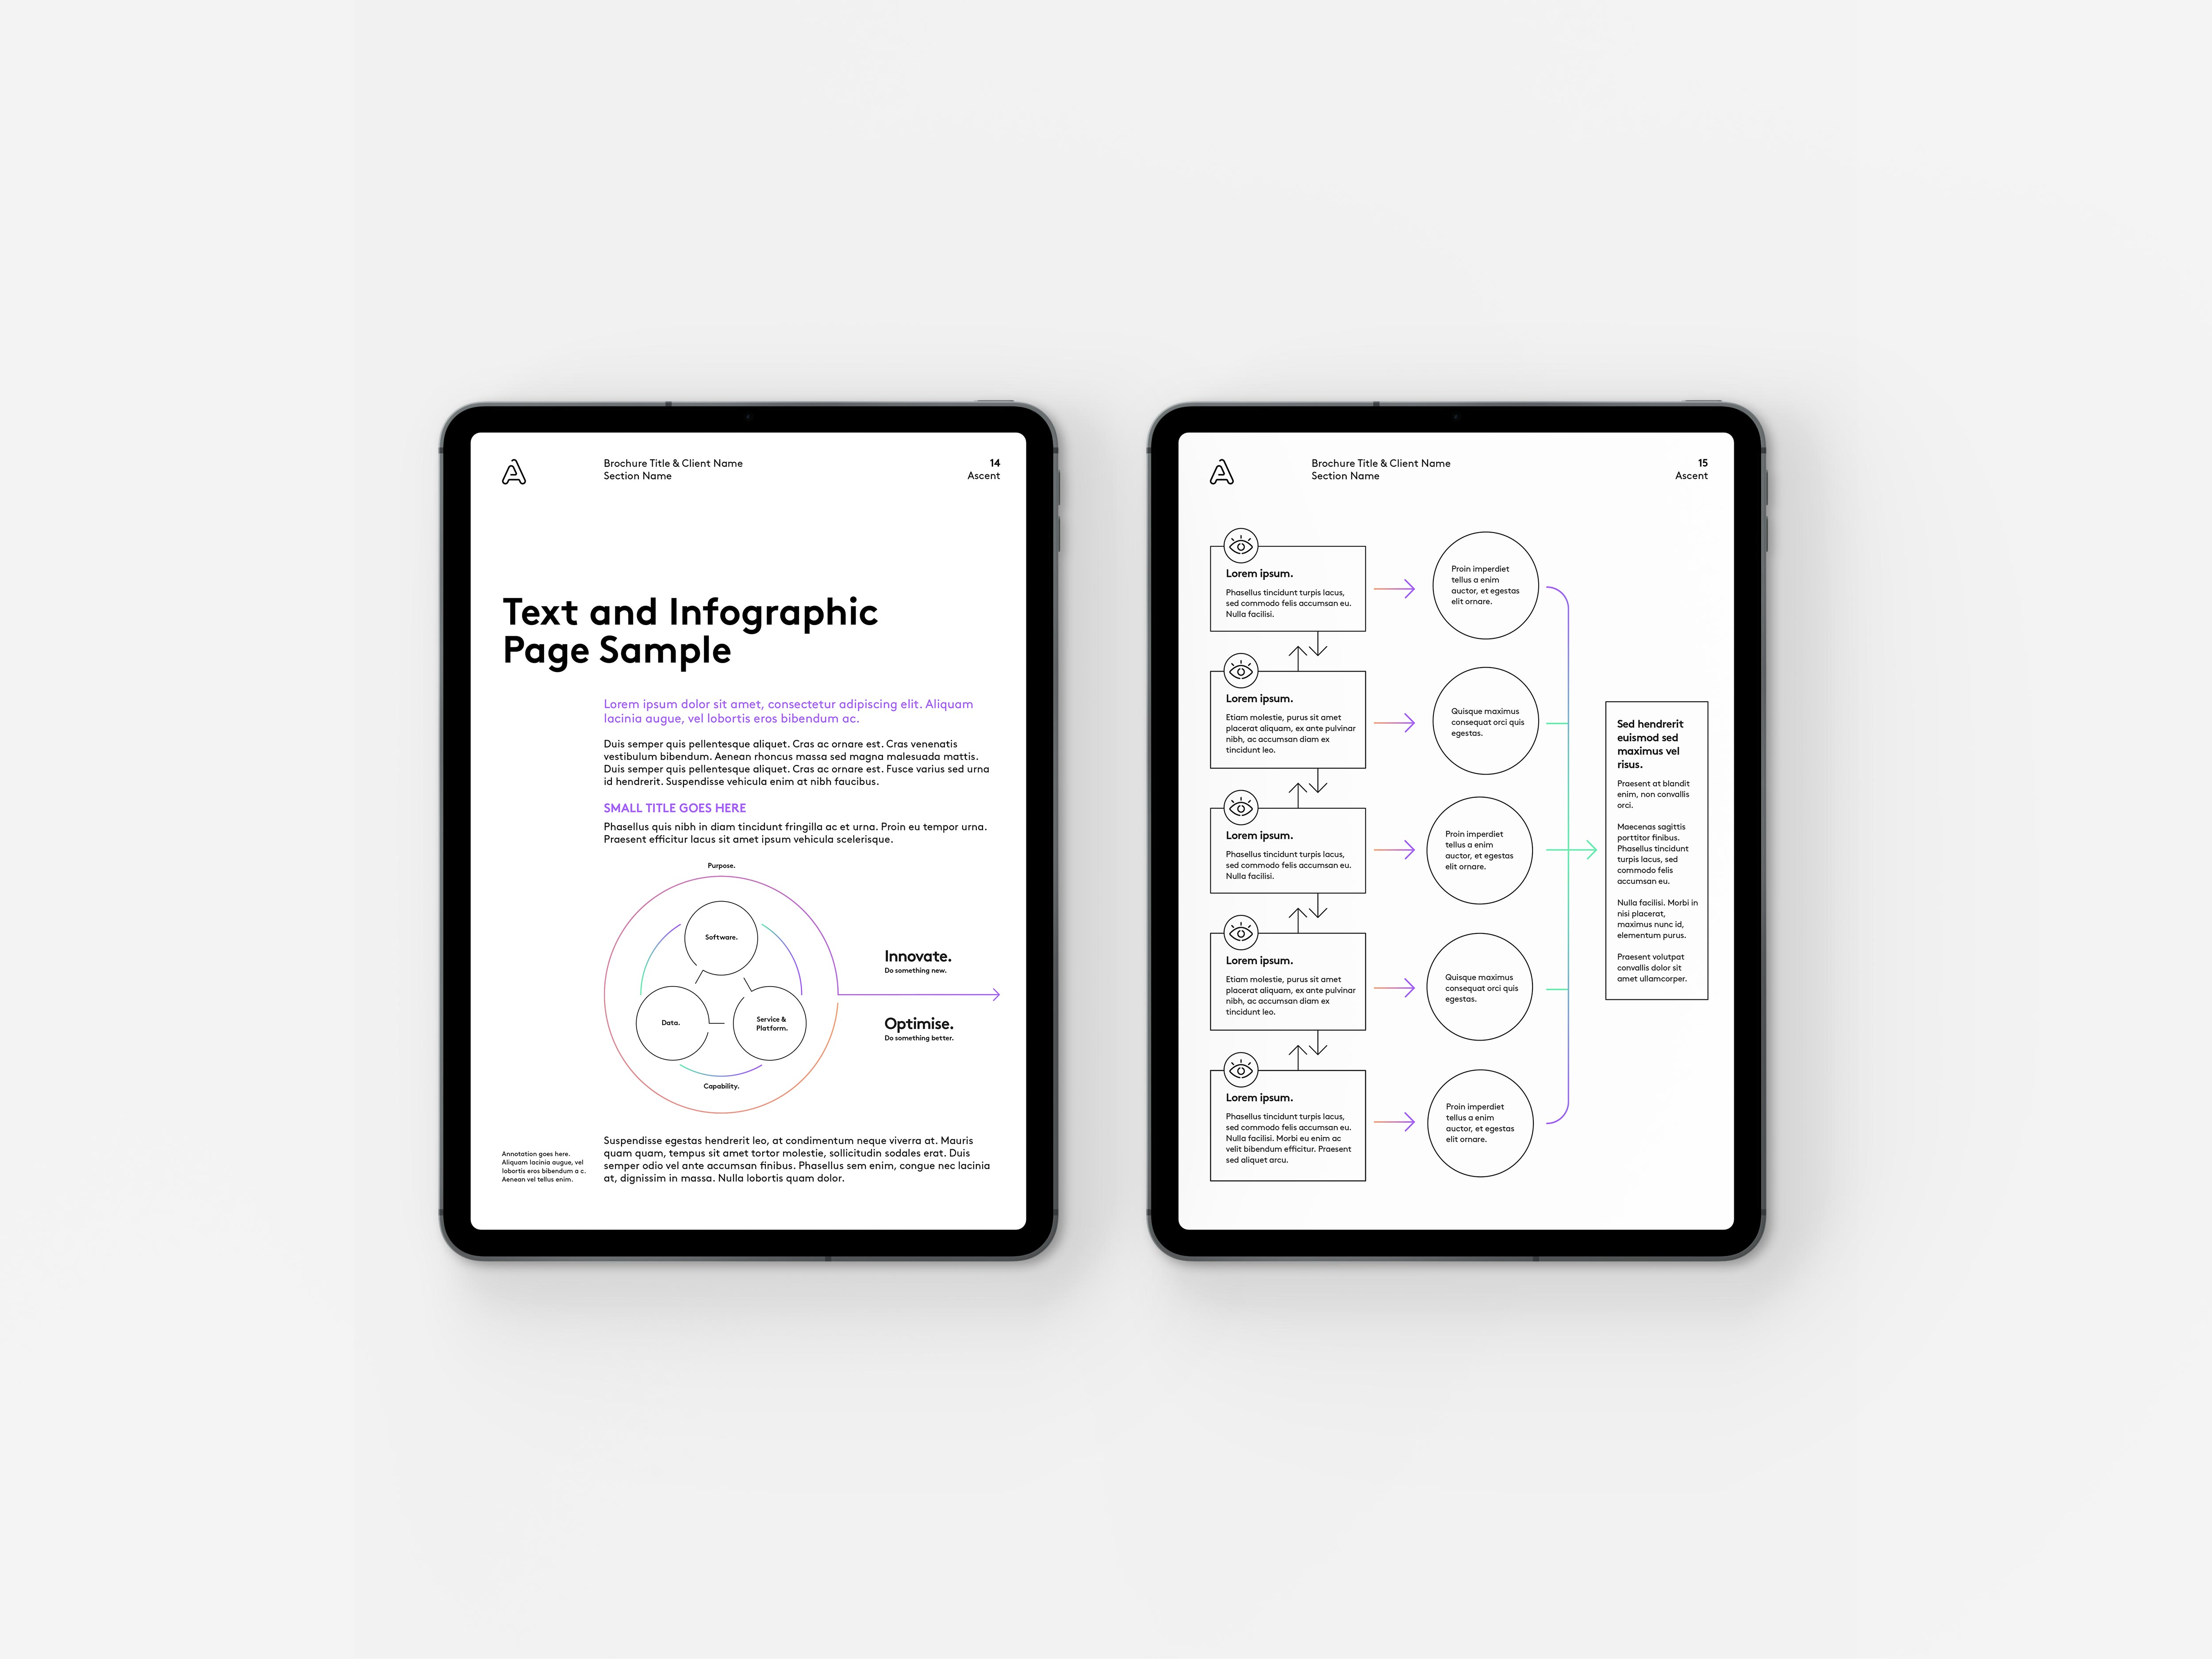 Brochure Title & Client Name
Section Name
14
Ascent
Text and Infographic
Page Sample
Lorem ipsum dolor sit amet, consectetur adipiscing elit. Aliquam
lacinia augue, vel lobortis eros bibendum ac.
Duis semper quis pellentesque aliquet. Cras ac ornare est. Cras venenatis
vestibulum bibendum. Aenean rhoncus massa sed magna malesuada mattis.
Duis semper quis pellentesque aliquet. Cras ac ornare est. Fusce varius sed urna
id hendrerit. Suspendisse vehicula enim at nibh faucibus.
SMALL TITLE GOES HERE
Phasellus quis nibh in diam tincidunt fringilla ac et urna. Proin eu tempor urna.
Praesent efficitur lacus sit amet ipsum vehicula scelerisque.
Purpose.
Software.
Data.
Service &
Platform.
Capability.
Innovate.
Do something new.
Optimise.
Do something better.
Annotation goes here.
Aliquam lacinia augue, vel
lobortis eros bibendum a c.
Aenean vel tellus enim.
Suspendisse egestas hendrerit leo, at condimentum neque viverra at. Mauris
quam quam, tempus sit amet tortor molestie, sollicitudin sodales erat. Duis
semper odio vel ante accumsan finibus. Phasellus sem enim, congue nec lacinia
at, dignissim in massa. Nulla lobortis quam dolor.
Brochure Title & Client Name
Section Name
15
Ascent
Lorem ipsum.
Phasellus tincidunt turpis lacus,
sed commodo felis accumsan eu.
Nulla facilisi.
Proin imperdiet
tellus a enim
auctor, et egestas
elit ornare.
Lorem ipsum.
Etiam molestie, purus sit amet
placerat aliquam, ex ante pulvinar
nibh, ac accumsan diam ex
tincidunt leo.
Quisque maximus
consequat orci quis
egestas.
Lorem ipsum.
Phasellus tincidunt turpis lacus,
sed commodo felis accumsan eu.
Nulla facilisi.
Proin imperdiet
tellus a enim
auctor, et egestas
elit ornare.
Lorem ipsum.
Etiam molestie, purus sit amet
placerat aliquam, ex ante pulvinar
nibh, ac accumsan diam ex
tincidunt leo.
Quisque maximus
consequat orci quis
egestas.
Lorem ipsum.
Phasellus tincidunt turpis lacus,
sed commodo felis accumsan eu.
Nulla facilisi. Morbi eu enim ac
velit bibendum efficitur. Praesent
sed aliquet arcu.
Proin imperdiet
tellus a enim
auctor, et egestas
elit ornare.
Sed hendrerit
euismod sed
maximus vel
risus.
Praesent at blandit
enim, non convallis
orci.
Maecenas sagittis
porttitor finibus.
Phasellus tincidunt
turpis lacus, sed
commodo felis
accumsan eu.
Nulla facilisi. Morbi in
nisi placerat,
maximus nunc id,
elementum purus.
Praesent volutpat
convallis dolor sit
amet ullamcorper.